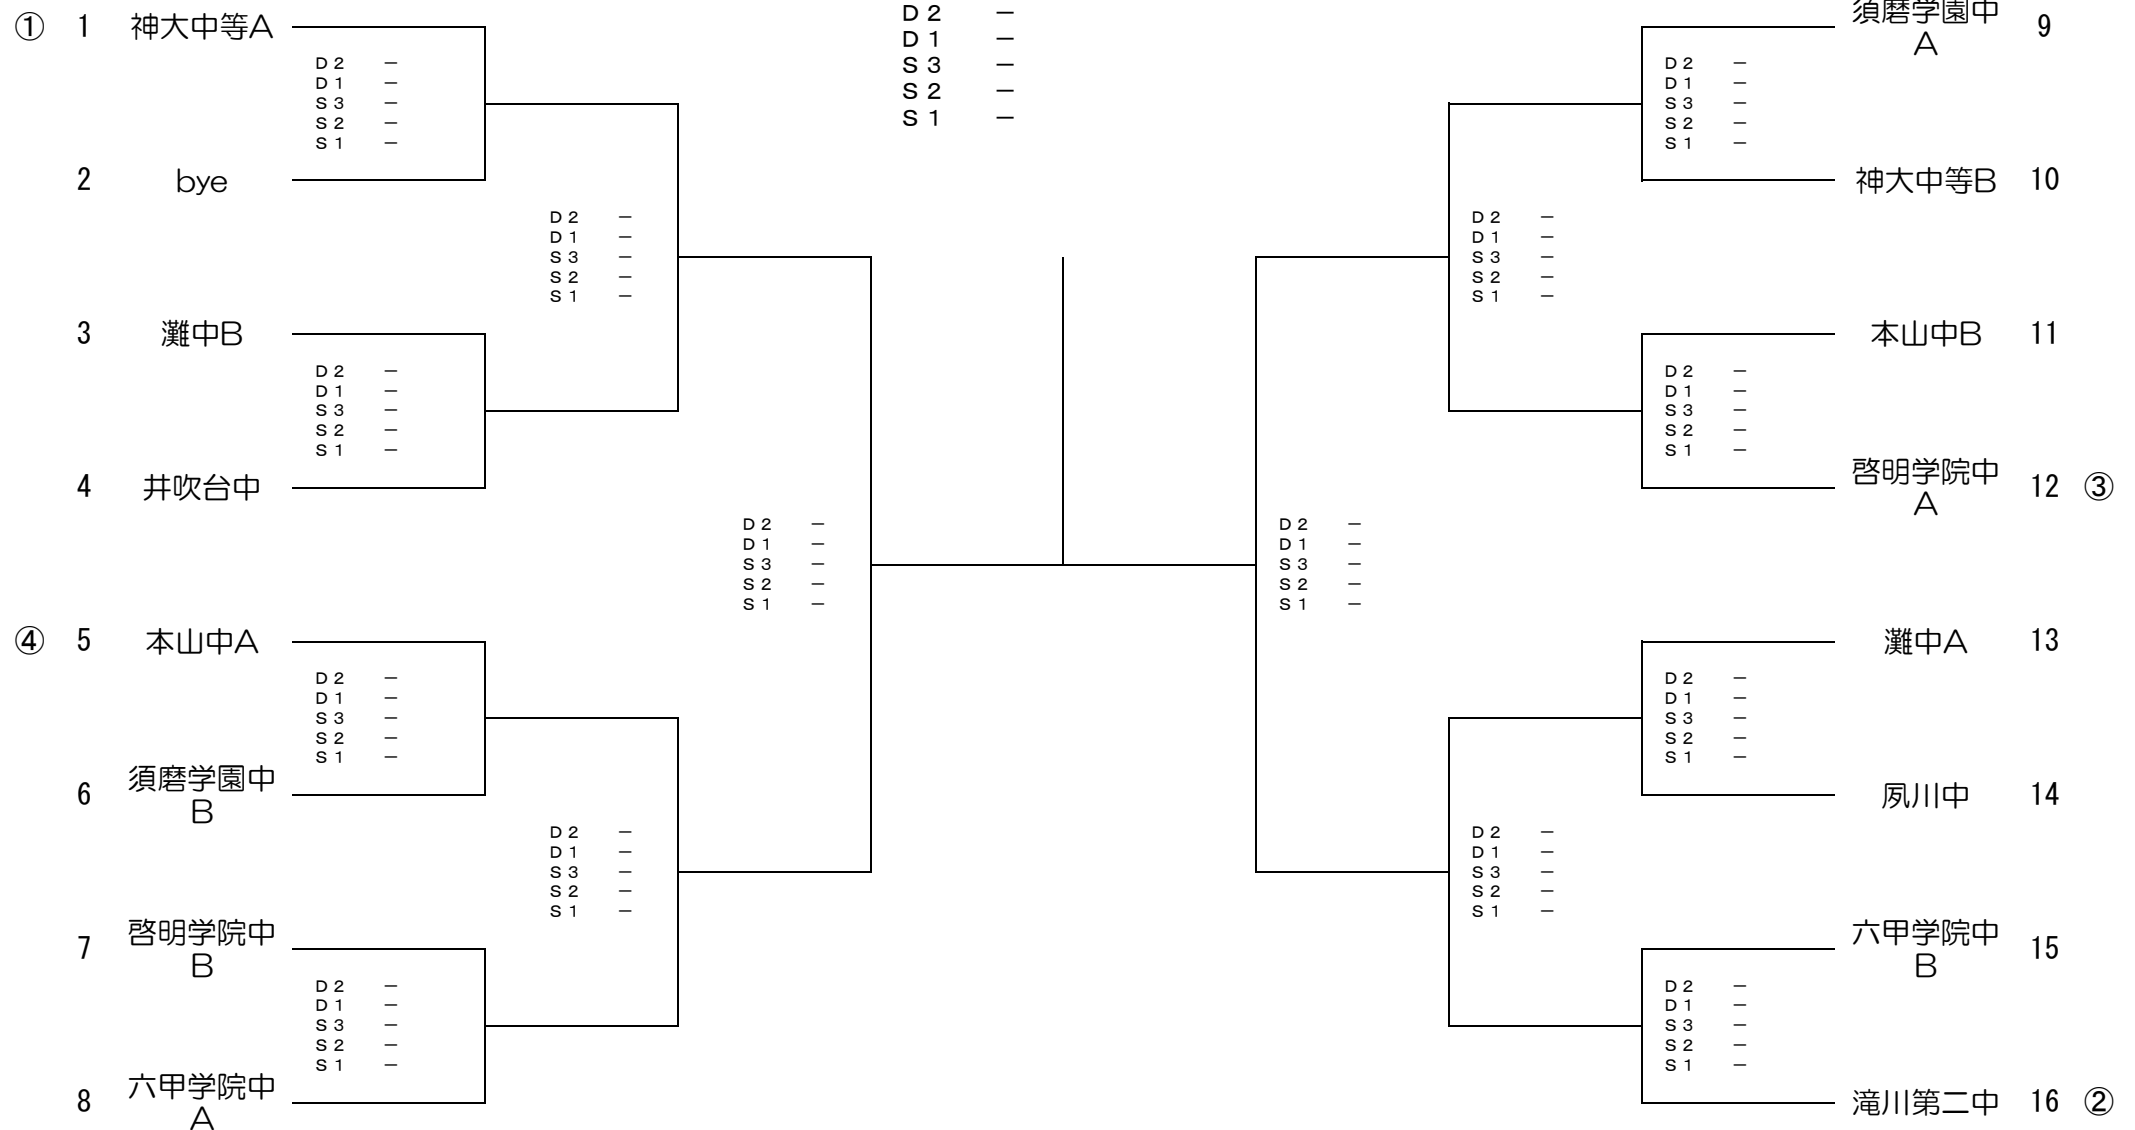 ① 1 神大中等A
D2 －
D1 －
S3 －
S2 －
S1 －
2 bye
D2 －
D1 －
S3 －
S2 －
S1 －
3 灘中B
D2 －
D1 －
S3 －
S2 －
S1 －
4 井吹台中
D2 －
D1 －
S3 －
S2 －
S1 －
④ 5 本山中A
D2 －
D1 －
S3 －
S2 －
S1 －
6 須磨学園中
B
D2 －
D1 －
S3 －
S2 －
S1 －
7 啓明学院中
B
D2 －
D1 －
S3 －
S2 －
S1 －
8 六甲学院中
A
D2 －
D1 －
S3 －
S2 －
S1 －
須磨学園中
A 9
D2 －
D1 －
S3 －
S2 －
S1 －
神大中等B 10
D2 －
D1 －
S3 －
S2 －
S1 －
本山中B 11
D2 －
D1 －
S3 －
S2 －
S1 －
啓明学院中
A 12 ③
D2 －
D1 －
S3 －
S2 －
S1 －
灘中A 13
D2 －
D1 －
S3 －
S2 －
S1 －
夙川中 14
D2 －
D1 －
S3 －
S2 －
S1 －
六甲学院中
B 15
D2 －
D1 －
S3 －
S2 －
S1 －
滝川第二中 16 ②